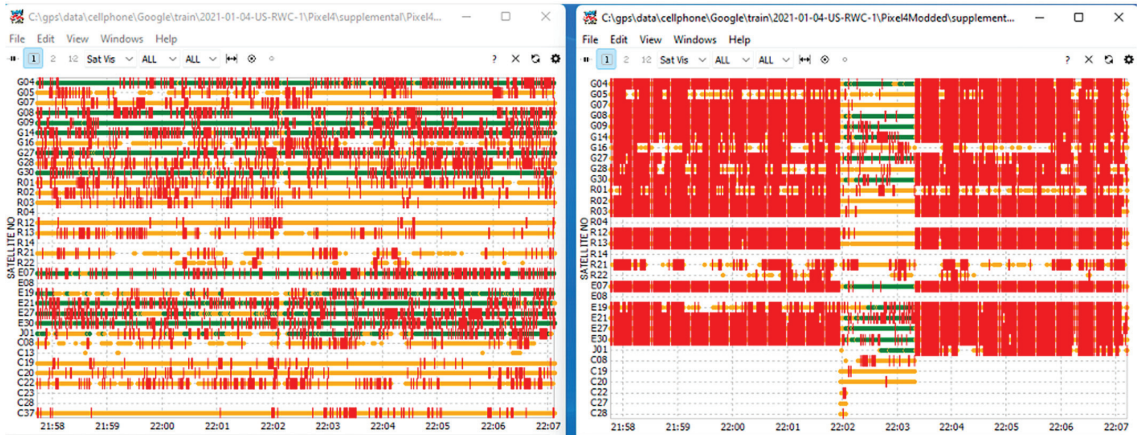 C:\gps\data\cellphone\Google\train\2021-01-04-US-RWC-1\Pixel4\supplemental\Pixel4...
File Edit View Windows Help
1 2 1-2 Sat Vis ALL ALL ?
SATELLITE NO
G04
G05
G07
G08
G09
G14
G16
G27
G28
G30
R01
R02
R03
R04
R12
R13
R14
R21
R22
E07
E08
E19
E21
E27
E30
J01
C08
C13
C19
C20
C22
C23
C28
C37
21:58 21:59 22:00 22:01 22:02 22:03 22:04 22:05 22:06 22:07
C:\gps\data\cellphone\Google\train\2021-01-04-US-RWC-1\Pixel4Modded\supplement...
File Edit View Windows Help
1 2 1-2 Sat Vis ALL ALL ?
SATELLITE NO
G04
G05
G07
G08
G09
G14
G16
G27
G28
G30
R01
R02
R03
R04
R12
R13
R14
R21
R22
E07
E08
E19
E21
E27
E30
J01
C08
C19
C20
C22
C27
C28
21:58 21:59 22:00 22:01 22:02 22:03 22:04 22:05 22:06 22:07